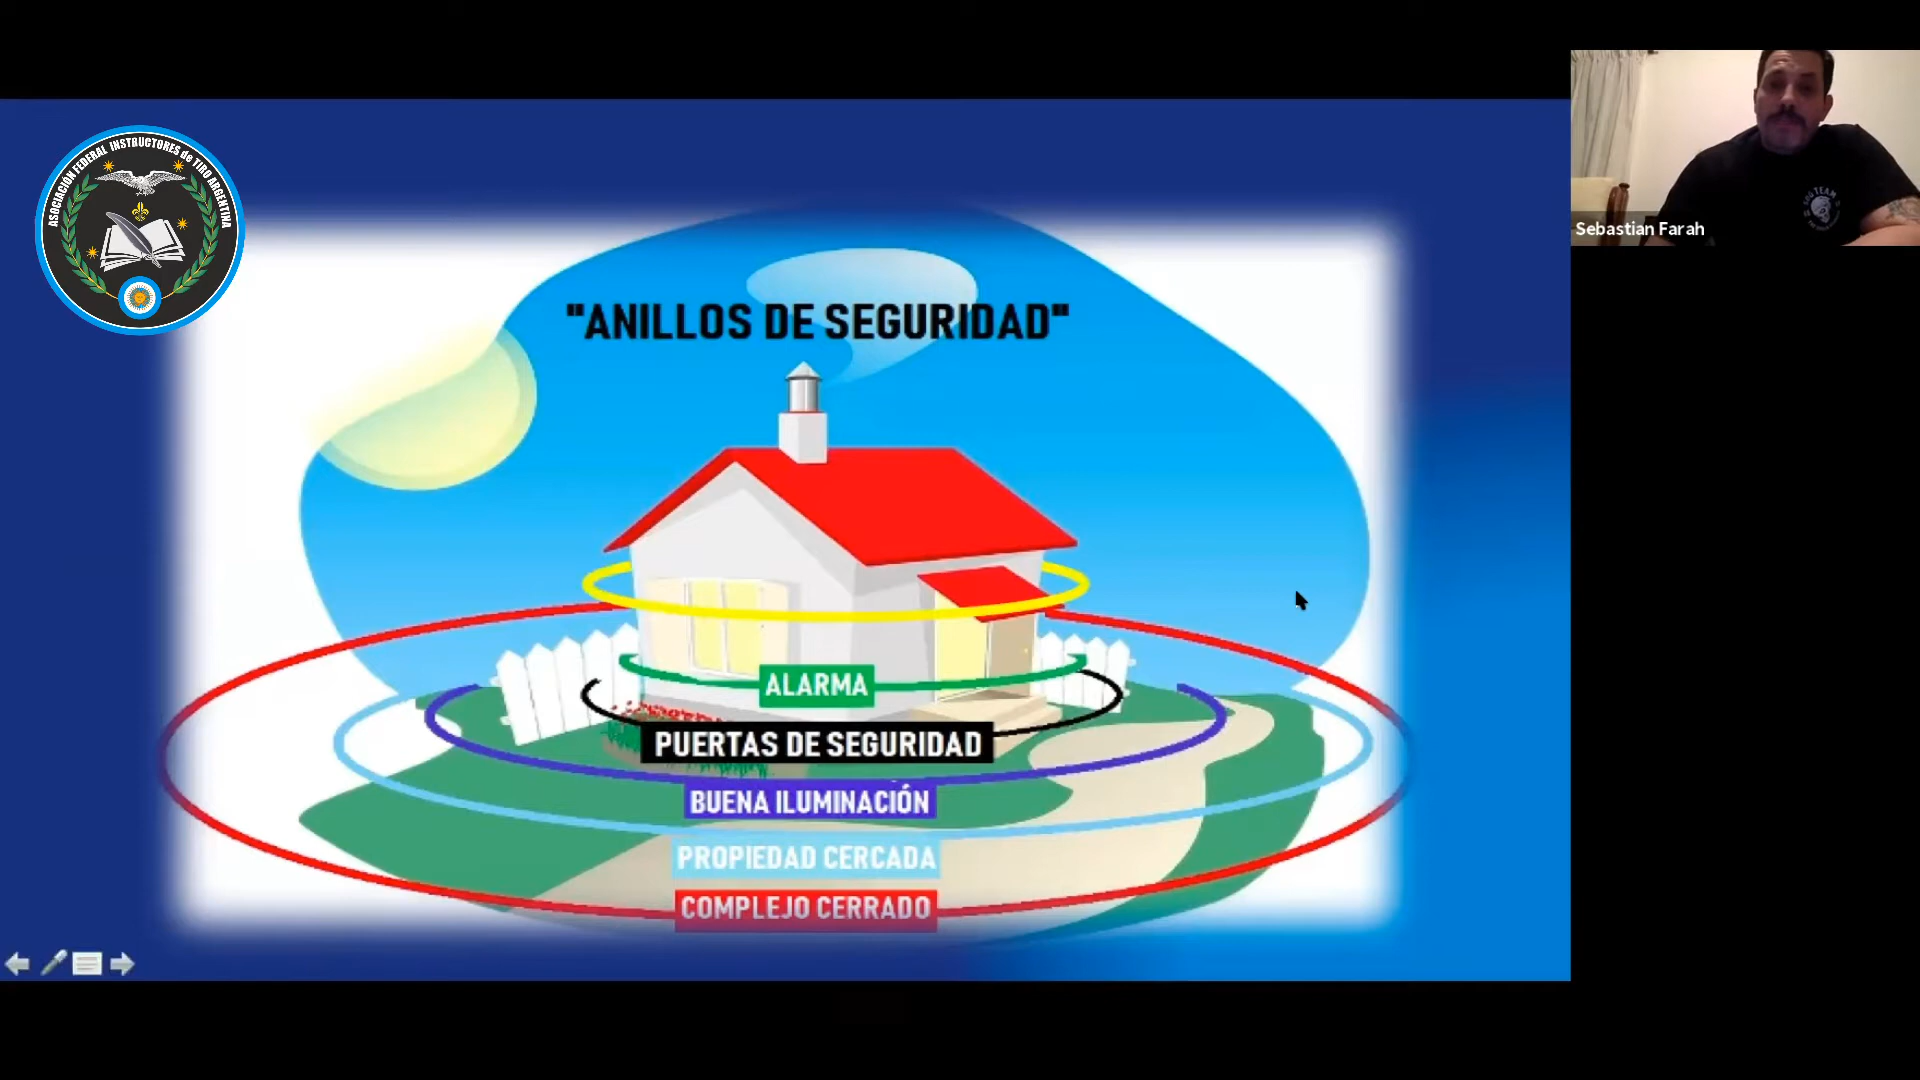 ASOCIACIÓN FEDERAL INSTRUCTORES de TIRO ARGENTINA
"ANILLOS DE SEGURIDAD"
ALARMA
PUERTAS DE SEGURIDAD
BUENA ILUMINACIÓN
PROPIEDAD CERCADA
COMPLEJO CERRADO
TEAM
Sebastian Farah